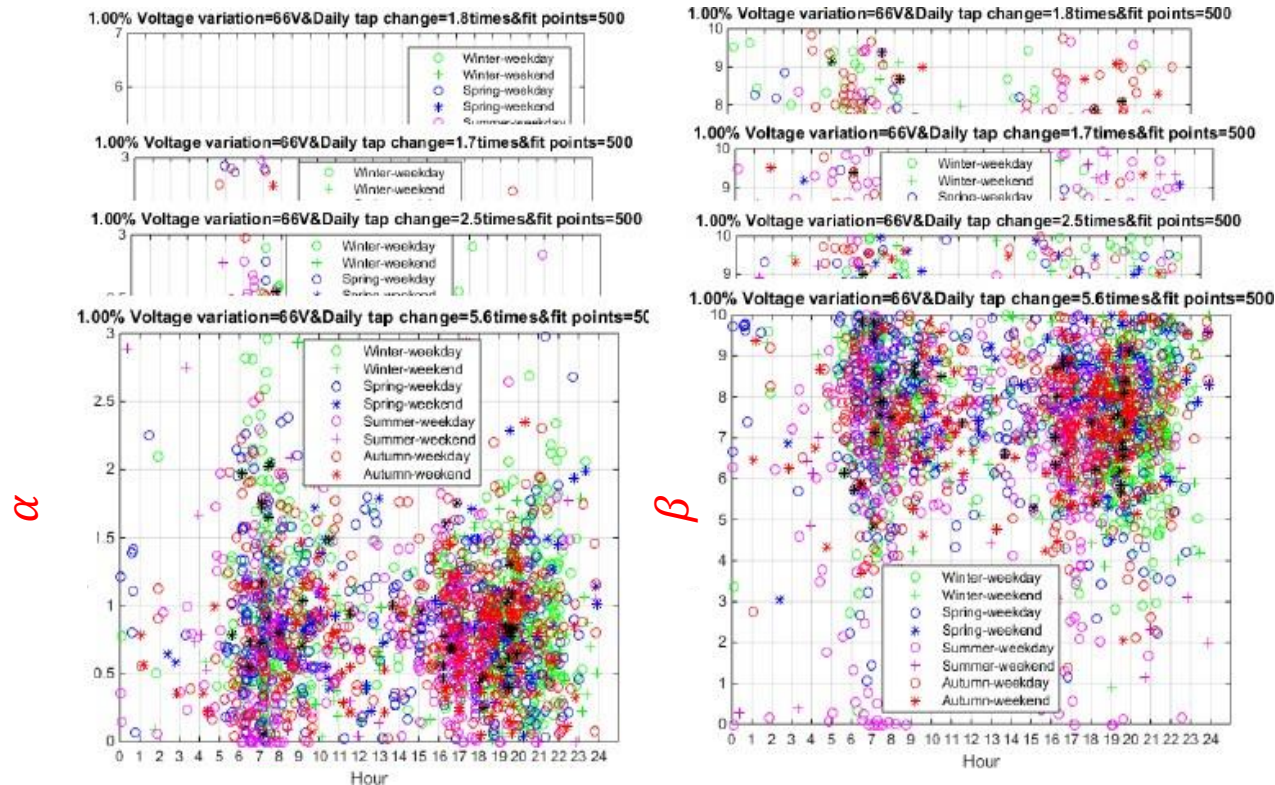 1.00% Voltage variation=66V&Daily tap change=1.8times&fit points=500
7
6
Winter-weekday
Winter-weekend
Spring-weekday
Spring-weekend
Summer-weekday
1.00% Voltage variation=66V&Daily tap change=1.7times&fit points=500
3
Winter-weekday
Winter-weekend
1.00% Voltage variation=66V&Daily tap change=2.5times&fit points=500
3
Winter-weekday
Winter-weekend
Spring-weekday
Spring-weekend
1.00% Voltage variation=66V&Daily tap change=5.6times&fit points=50
3
2.5
2
1.5
1
0.5
0
Winter-weekday
Winter-weekend
Spring-weekday
Spring-weekend
Summer-weekday
Summer-weekend
Autumn-weekday
Autumn-weekend
α
0 1 2 3 4 5 6 7 8 9 10 11 12 13 14 15 16 17 18 19 20 21 22 23 24
Hour
1.00% Voltage variation=66V&Daily tap change=1.8times&fit points=500
10
9
8
1.00% Voltage variation=66V&Daily tap change=1.7times&fit points=500
10
9
Winter-weekday
Winter-weekend
Spring-weekday
1.00% Voltage variation=66V&Daily tap change=2.5times&fit points=500
10
9
1.00% Voltage variation=66V&Daily tap change=5.6times&fit points=500
10
9
8
7
6
5
4
3
2
1
0
β
Winter-weekday
Winter-weekend
Spring-weekday
Spring-weekend
Summer-weekday
Summer-weekend
Autumn-weekday
Autumn-weekend
0 1 2 3 4 5 6 7 8 9 10 11 12 13 14 15 16 17 18 19 20 21 22 23 24
Hour